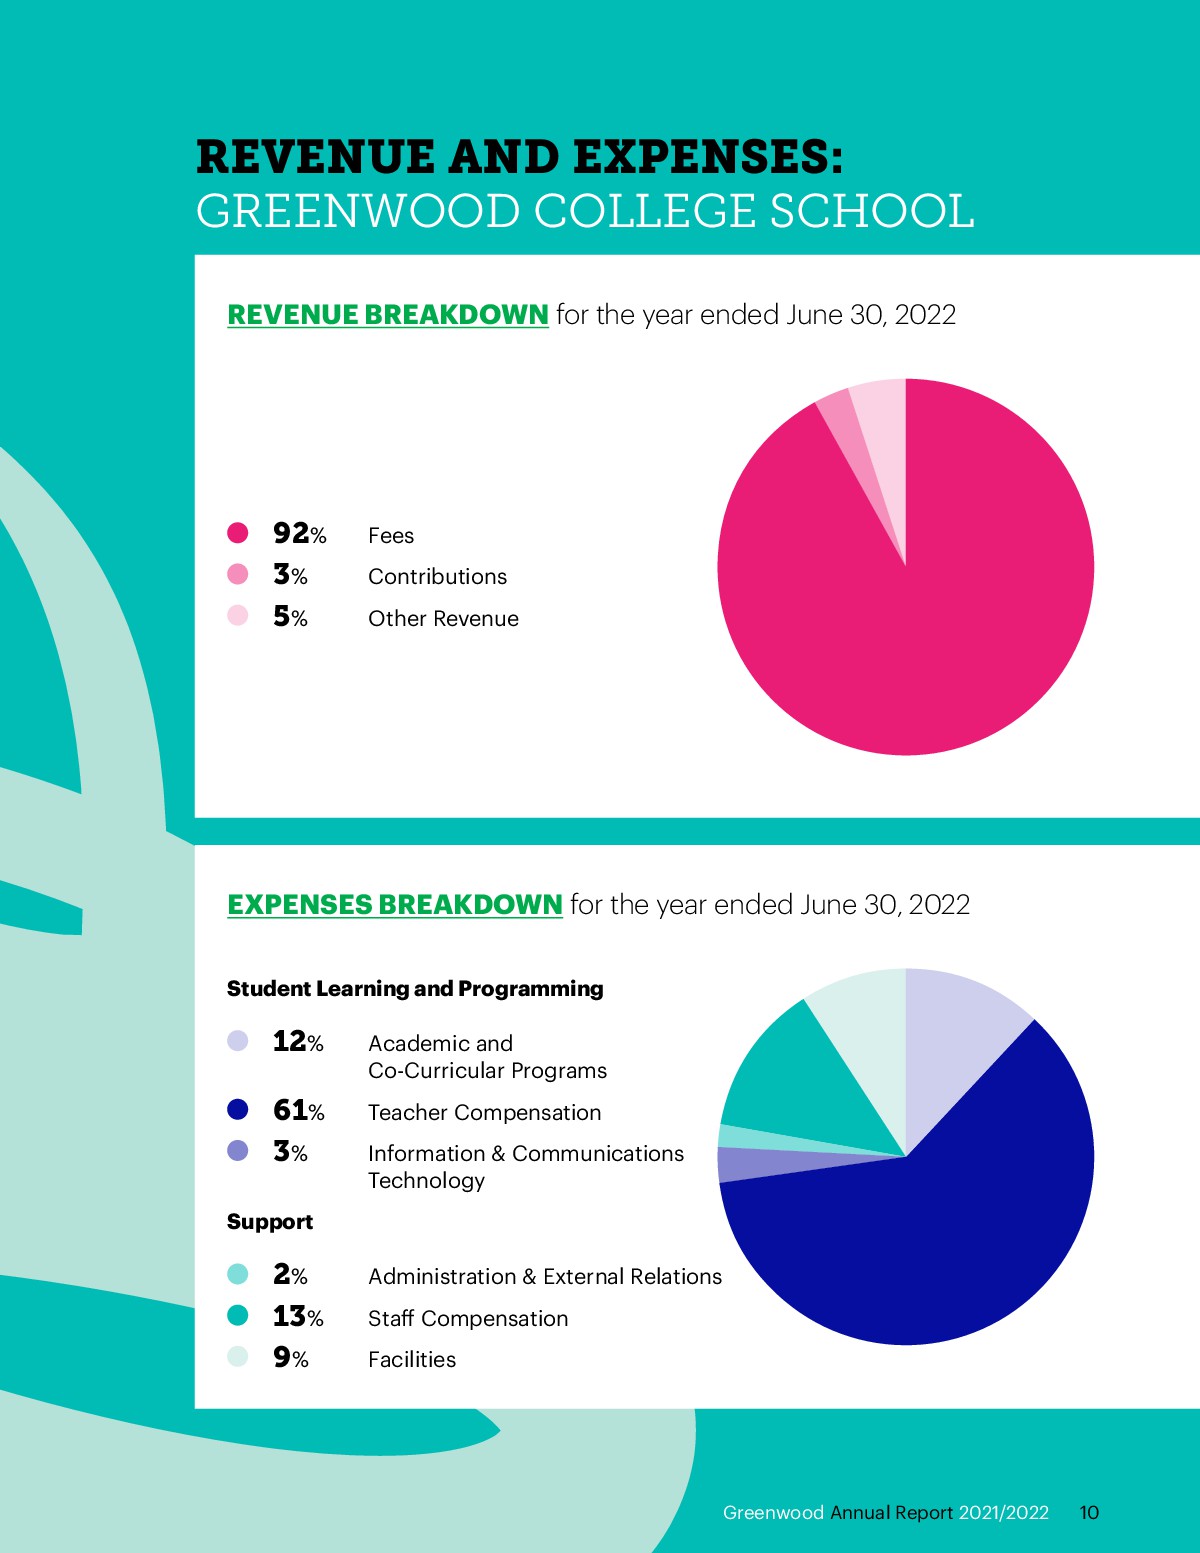 REVENUE AND EXPENSES:
GREENWOOD COLLEGE SCHOOL
REVENUE BREAKDOWN for the year ended June 30, 2022
92% Fees
3% Contributions
5% Other Revenue
EXPENSES BREAKDOWN for the year ended June 30, 2022
Student Learning and Programming
12% Academic and
Co-Curricular Programs
61% Teacher Compensation
3% Information & Communications
Technology
Support
2% Administration & External Relations
13% Staff Compensation
9% Facilities
Greenwood Annual Report 2021/2022 10